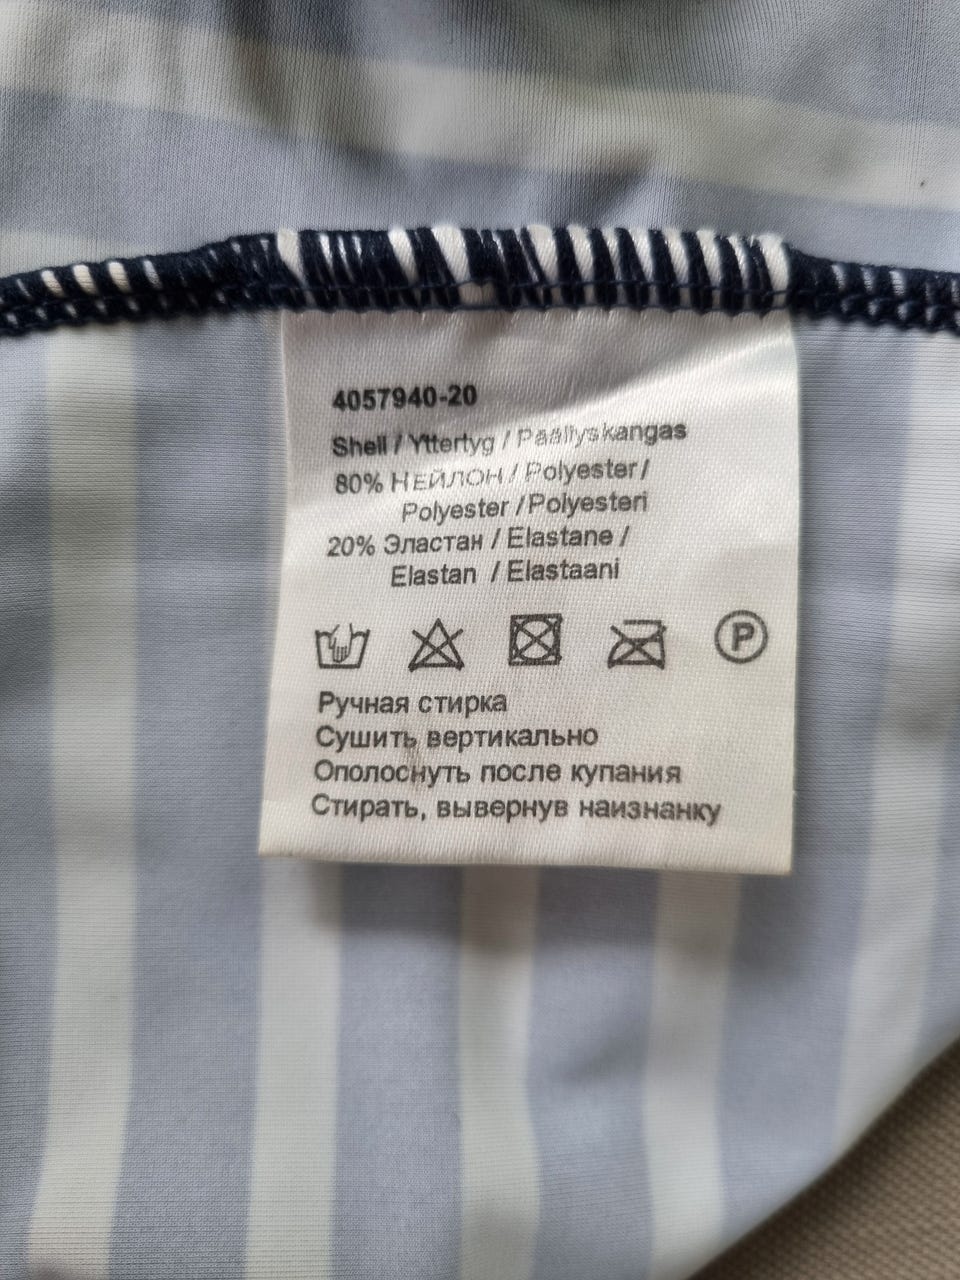 4057940-20
Shell / Yttertyg / Päällyskangas
80% НЕЙЛОН / Polyester /
Polyester / Polyesteri
20% Эластан / Elastane /
Elastan / Elastaani
P
Ручная стирка
Сушить вертикально
Ополоснуть после купания
Стирать, вывернув наизнанку